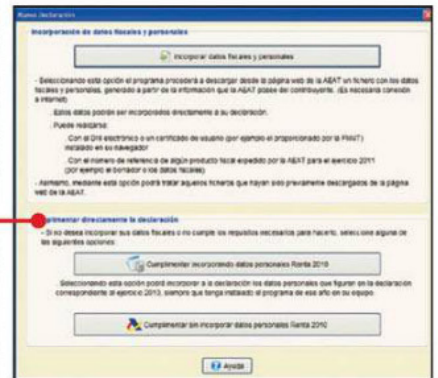 Nueva Declaración
Incorporación de datos fiscales y personales
Incorporar datos fiscales y personales
- Seleccionando esta opción el programa procederá a descargar desde la página web de la AEAT un fichero con los datos
fiscales y personales, generado a partir de la información que la AEAT posee del contribuyente. (Es necesaria conexión
a Internet)
. Estos datos podrán ser incorporados directamente a su declaración.
. Puede realizarse:
Con el DNI electrónico o un certificado de usuario (por ejemplo el proporcionado por la FNMT)
instalado en su navegador
Con el número de referencia de algún producto fiscal expedido por la AEAT para el ejercicio 2011
(por ejemplo el borrador o los datos fiscales)
- Asimismo, mediante esta opción podrá tratar aquellos ficheros que hayan sido previamente descargados de la página
web de la AEAT.
mplimentar directamente la declaración
- Si no desea incorporar sus datos fiscales o no cumple los requisitos necesarios para hacerlo, seleccione alguna de
las siguientes opciones:
Cumplimentar incorporando datos personales Renta 2010
Seleccionando esta opción podrá incorporar a la declaración los datos personales que figuran en la declaración
correspondiente al ejercicio 2010, siempre que tenga instalado el programa de ese año en su equipo.
Cumplimentar sin incorporar datos personales Renta 2010
Ayuda